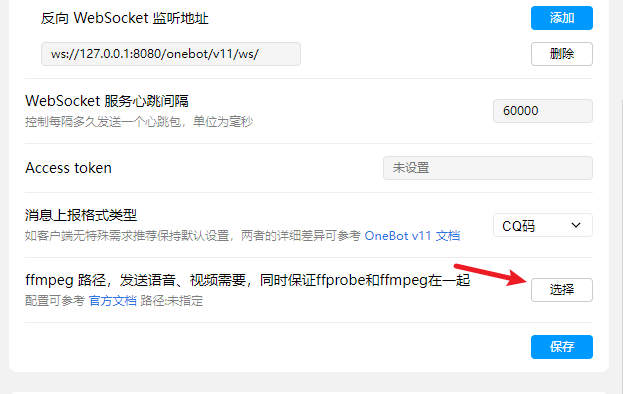 反向 WebSocket 监听地址
添加
ws://127.0.0.1:8080/onebot/v11/ws/
删除
WebSocket 服务心跳间隔
控制每隔多久发送一个心跳包，单位为毫秒
60000
Access token
未设置
消息上报格式类型
如客户端无特殊需求推荐保持默认设置，两者的详细差异可参考 OneBot v11 文档
CQ码
ffmpeg 路径，发送语音、视频需要，同时保证ffprobe和ffmpeg在一起
配置可参考 官方文档 路径:未指定
选择
保存